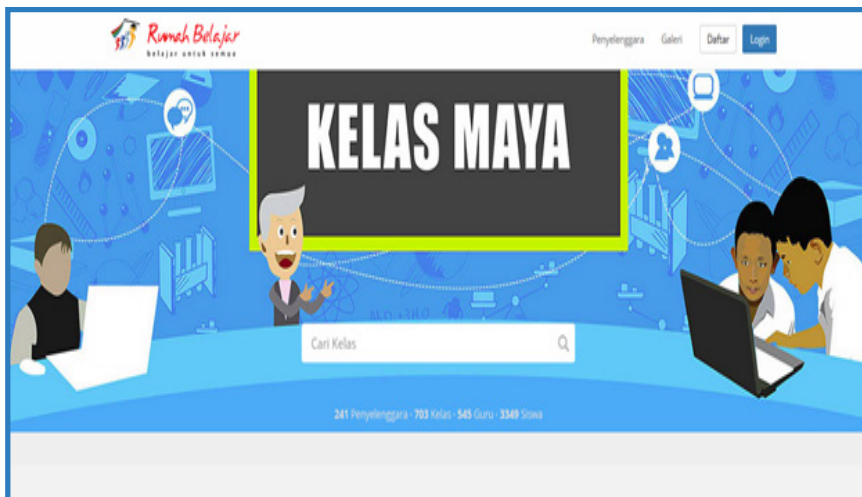 Rumah Belajar
belajar untuk semua
Penyelenggara Galeri Daftar Login
KELAS MAYA
Cari Kelas
241 Penyelenggara - 703 Kelas - 545 Guru - 3349 Siswa